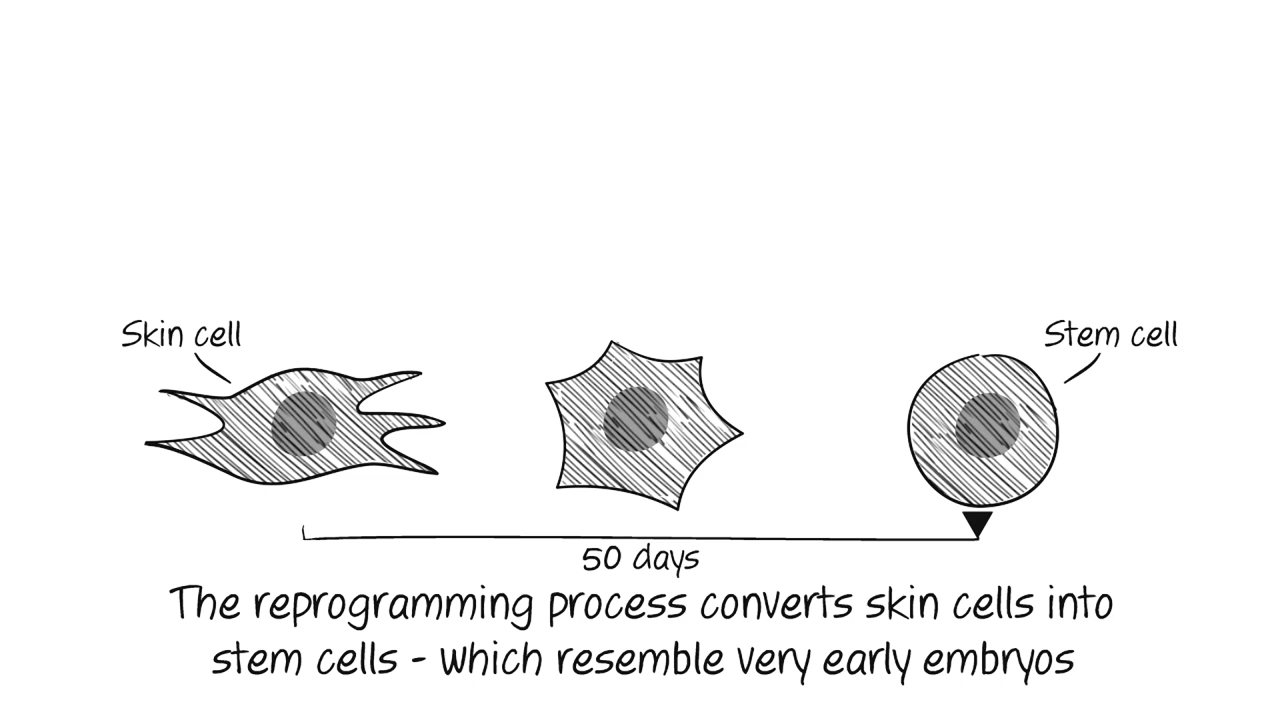 Skin cell
Stem cell
50 days
The reprogramming process converts skin cells into
stem cells - which resemble very early embryos